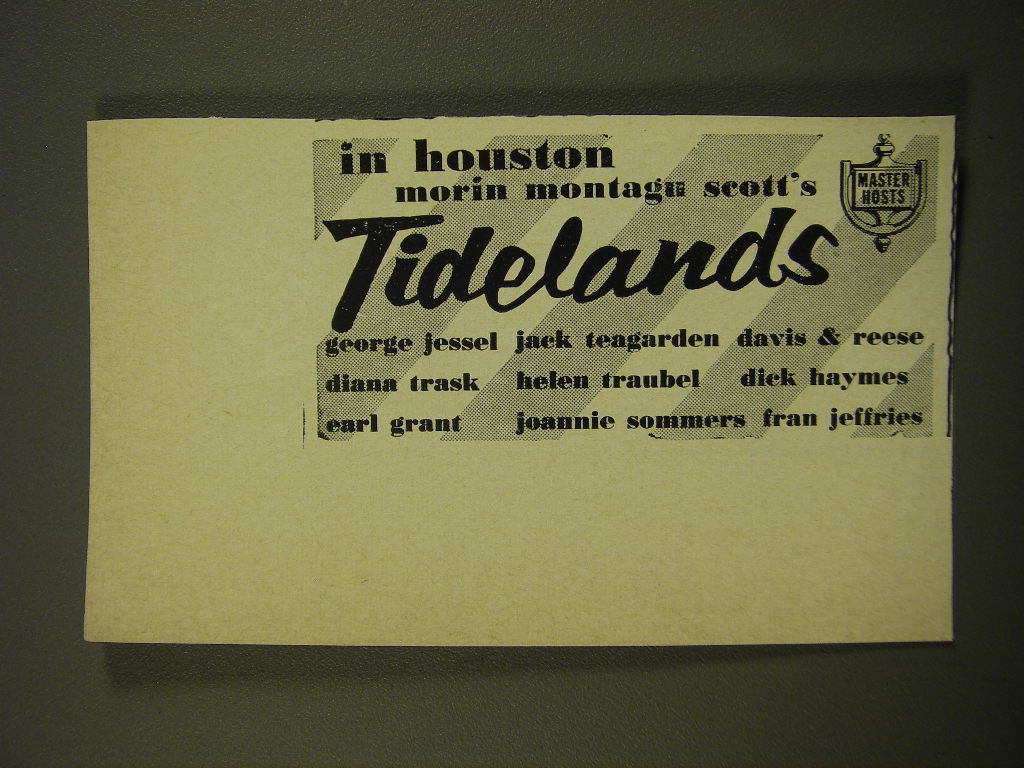 in houston
morin montagu scott's
MASTER
HOSTS
Tidelands
george jessel jack teagarden davis & reese
diana trask helen traubel dick haymes
earl grant joannie sommers fran jeffries